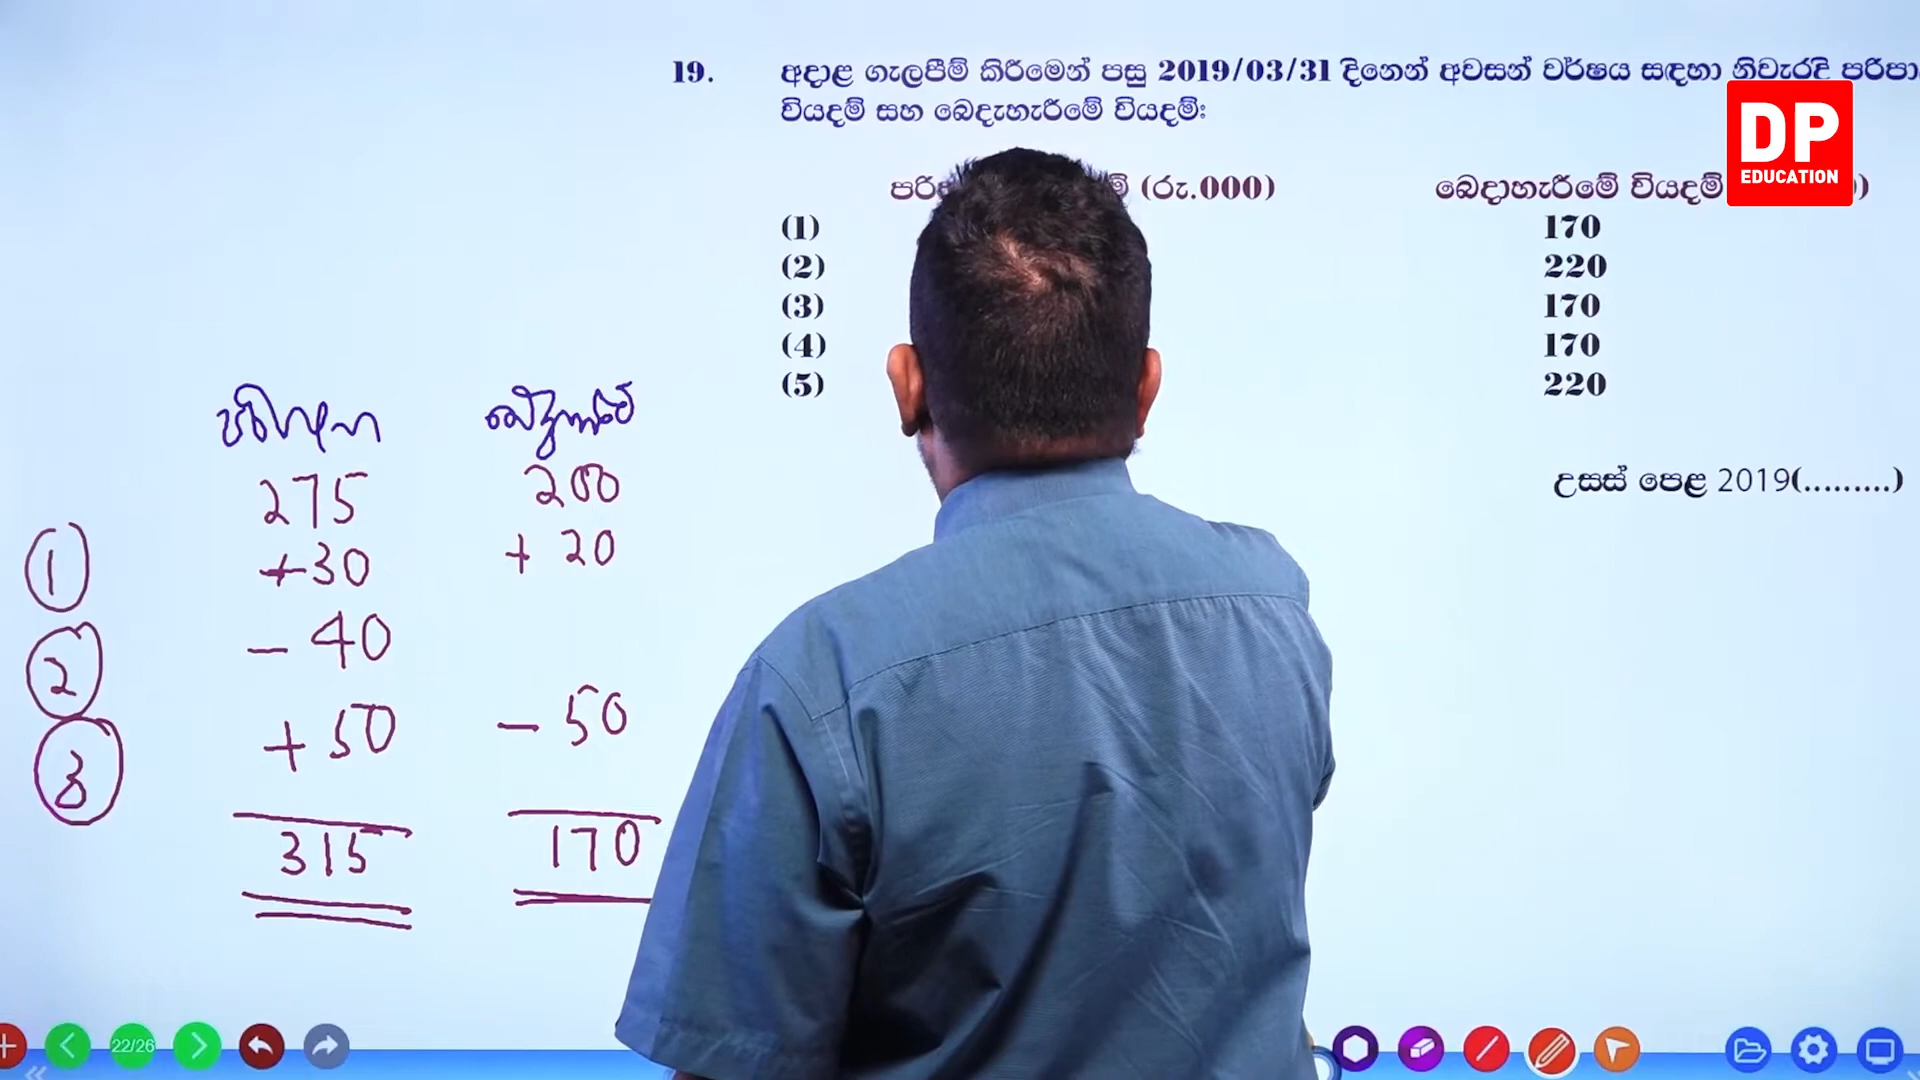 19. අදාළ ගැලපීම් කිරීමෙන් පසු 2019/03/31 දිනෙන් අවසන් වර්ෂය සඳහා නිවැරදි
වියදම් සහ බෙදැහැරීමේ වියදම්:
(රු.000) බෙදාහැරීමේ වියදම්
(1) 170
(2) 220
(3) 170
(4) 170
(5) 220
උසස් පෙළ 2019(.........)
DP
EDUCATION
පරිපාලන
275 200
1 +30 + 20
2 - 40
3 + 50 - 50
315 170
22/26